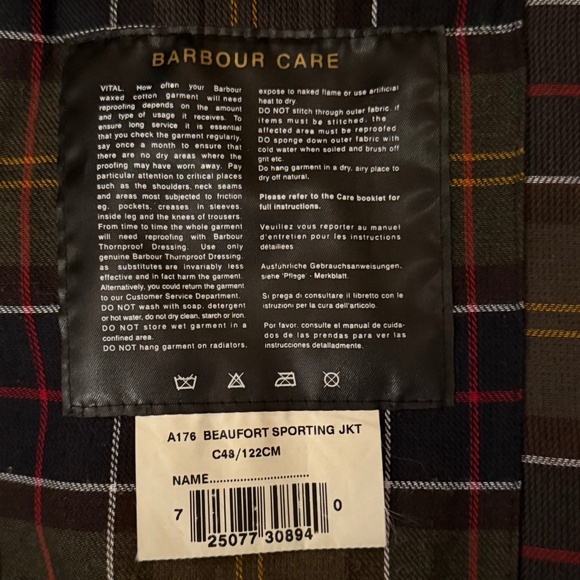 BARBOUR CARE
VITAL. How often your Barbour
waxed cotton garment will need
reproofing depends on the amount
and type of usage it receives. To
ensure long service it is essential
that you check the garment regularly,
say once a month to ensure that
there are no dry areas where the
proofing may have worn away. Pay
particular attention to critical places
such as the shoulders, neck seams
and areas most subjected to friction
eg. pockets, creases in sleeves,
inside leg and the knees of trousers.
From time to time the whole garment
will need reproofing with Barbour
Thornproof Dressing. Use only
genuine Barbour Thornproof Dressing.
as substitutes are invariably less
effective and in fact harm the garment.
Alternatively, you could return the garment
to our Customer Service Department.
DO NOT wash with soap, detergent
or hot water, do not dry clean, starch or iron.
DO NOT store wet garment in a
confined area.
DO NOT hang garment on radiators,
expose to naked flame or use artificial
heat to dry.
DO NOT stitch through outer fabric, if
items must be stitched, the
affected area must be reproofed
DO sponge down outer fabric with
cold water when soiled and brush off
grit etc.
Do hang garment in a dry, airy place to
dry off natural.
Please refer to the Care booklet for
full instructions.
Veuillez vous reporter au manuel
d'entretien pour les instructions
détaillées
Ausführliche Gebrauchsanweisungen,
siehe 'Pflege' - Merkblatt.
Si prega di consultare il libretto con le
istruzioni per la cura dell'articolo.
Por favor, consulte el manual de cuida-
dos de las prendas para ver las
instrucciones detalladmente.
A176 BEAUFORT SPORTING JKT
C48/122CM
NAME..............................
7 25077 30894 0